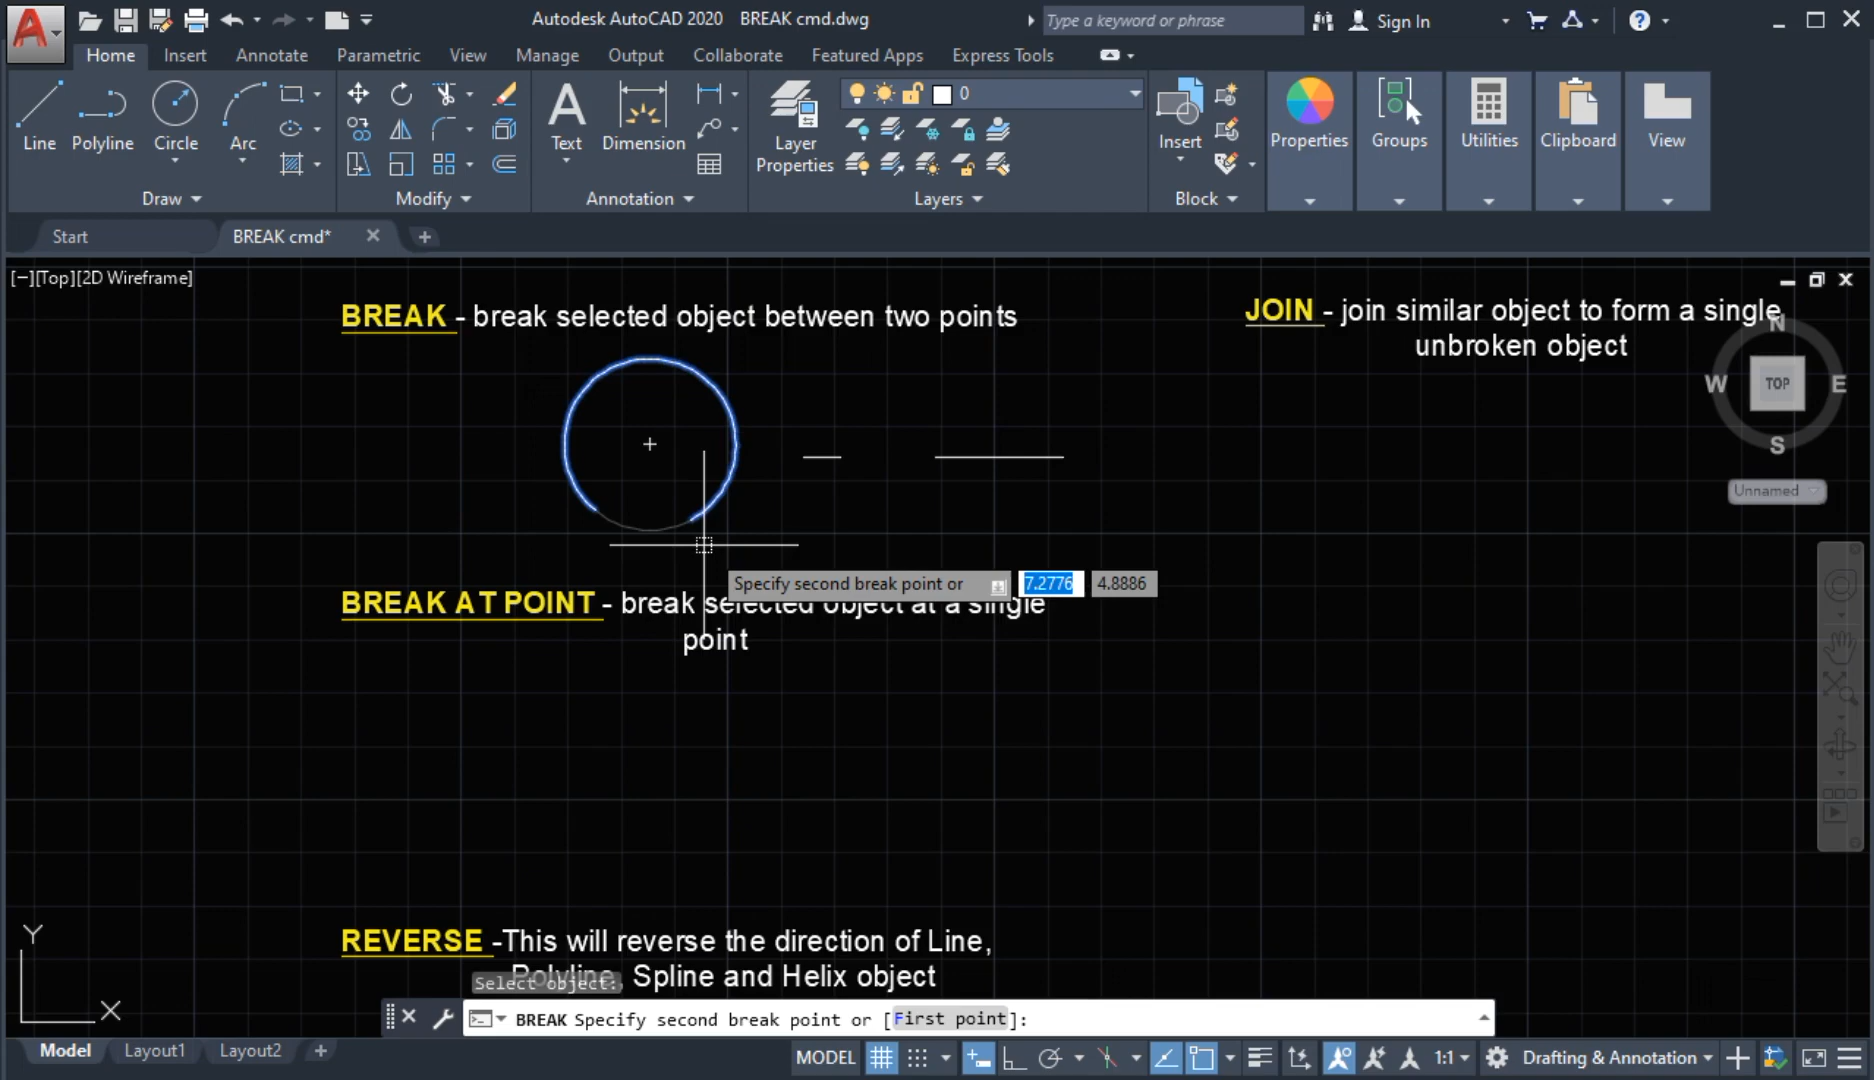 Autodesk AutoCAD 2020 BREAK cmd.dwg
Type a keyword or phrase
Sign In
Home Insert Annotate Parametric View Manage Output Collaborate Featured Apps Express Tools
0
Line Polyline Circle Arc
Text Dimension
Layer Properties
Insert
Properties Groups Utilities Clipboard View
Draw Modify Annotation Layers Block
Start BREAK cmd*
[−][Top][2D Wireframe]
BREAK - break selected object between two points
JOIN - join similar object to form a single
unbroken object
N
W TOP E
S
Unnamed
Specify second break point or 7.2776 4.8886
BREAK AT POINT - break selected object at a single
point
REVERSE -This will reverse the direction of Line,
Polyline, Spline and Helix object
Y
X
Select object:
BREAK Specify second break point or [First point]:
Model Layout1 Layout2
MODEL 1:1 Drafting & Annotation